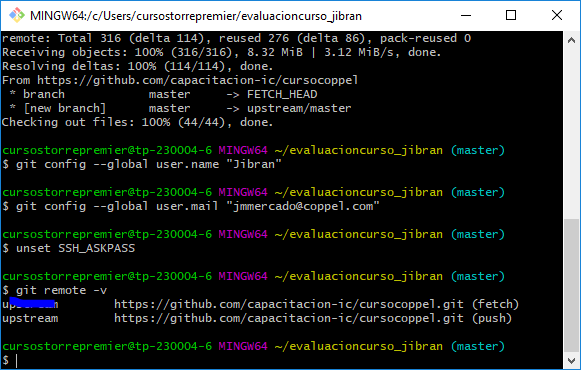 MINGW64:/c/Users/cursostorrepremier/evaluacioncurso_jibran
remote: Total 316 (delta 114), reused 276 (delta 86), pack-reused 0
Receiving objects: 100% (316/316), 8.32 MiB | 3.12 MiB/s, done.
Resolving deltas: 100% (114/114), done.
From https://github.com/capacitacion-ic/cursocoppel
 * branch            master     -> FETCH_HEAD
 * [new branch]      master     -> upstream/master
Checking out files: 100% (44/44), done.
cursostorrepremier@tp-230004-6 MINGW64 ~/evaluacioncurso_jibran (master)
$ git config --global user.name "Jibran"
cursostorrepremier@tp-230004-6 MINGW64 ~/evaluacioncurso_jibran (master)
$ git config --global user.mail "jmmercado@coppel.com"
cursostorrepremier@tp-230004-6 MINGW64 ~/evaluacioncurso_jibran (master)
$ unset SSH_ASKPASS
cursostorrepremier@tp-230004-6 MINGW64 ~/evaluacioncurso_jibran (master)
$ git remote -v
upstream        https://github.com/capacitacion-ic/cursocoppel.git (fetch)
upstream        https://github.com/capacitacion-ic/cursocoppel.git (push)
cursostorrepremier@tp-230004-6 MINGW64 ~/evaluacioncurso_jibran (master)
$